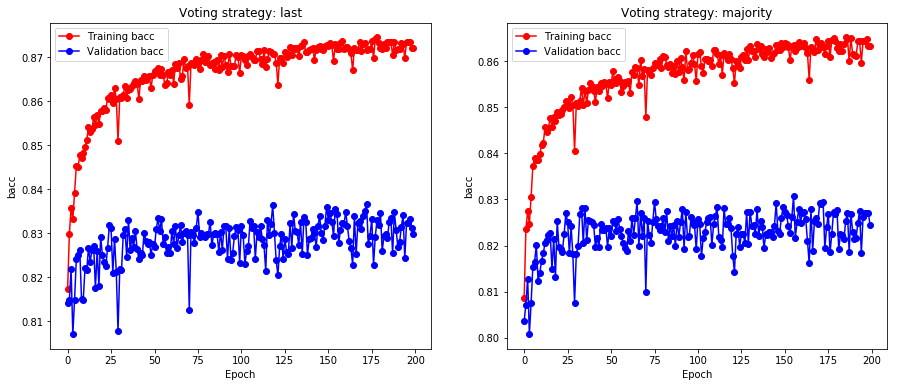 Voting strategy: last
Training bacc
Validation bacc
0.87
0.86
0.85
0.84
0.83
0.82
0.81
bacc
0 25 50 75 100 125 150 175 200
Epoch
Voting strategy: majority
Training bacc
Validation bacc
0.86
0.85
0.84
0.83
0.82
0.81
0.80
bacc
0 25 50 75 100 125 150 175 200
Epoch